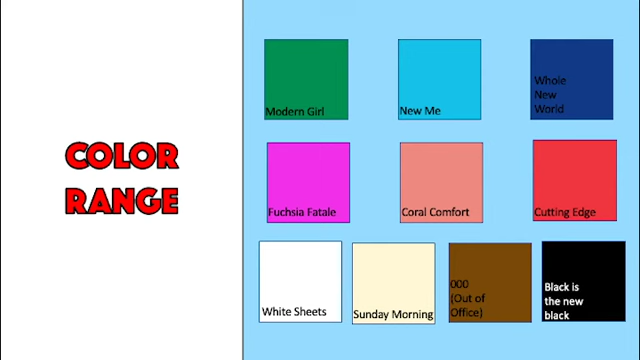 COLOR
RANGE
Modern Girl
New Me
Whole
New
World
Fuchsia Fatale
Coral Comfort
Cutting Edge
White Sheets
Sunday Morning
000
(Out of
Office)
Black is
the new
black